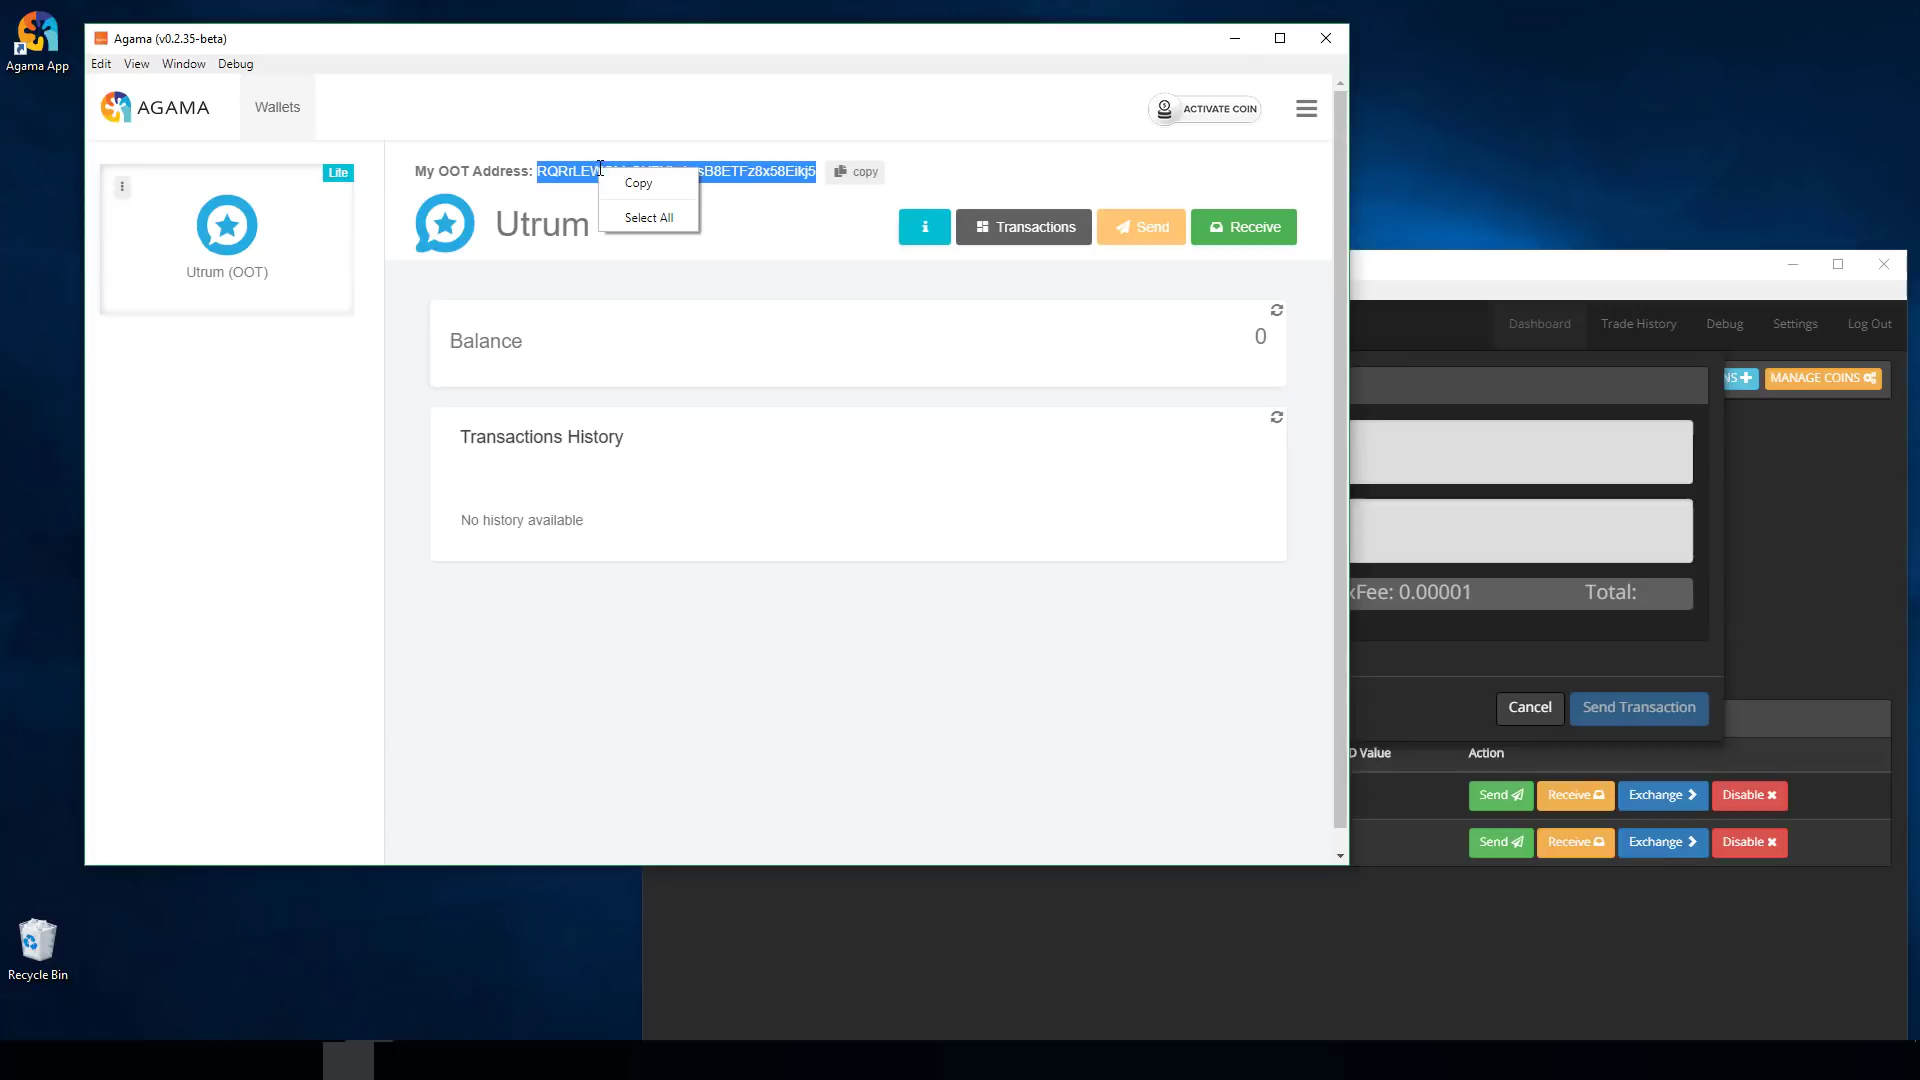 Agama App
Agama (v0.2.35-beta)
Edit View Window Debug
AGAMA
Wallets
ACTIVATE COIN
Lite
Utrum (OOT)
My OOT Address:
copy
Copy
Select All
Utrum
i
Transactions
Send
Receive
Balance
0
Transactions History
No history available
Dashboard Trade History Debug Settings Log Out
NS
MANAGE COINS
xFee: 0.00001
Total:
Cancel
Send Transaction
D Value
Action
Send Receive Exchange Disable
Send Receive Exchange Disable
Recycle Bin